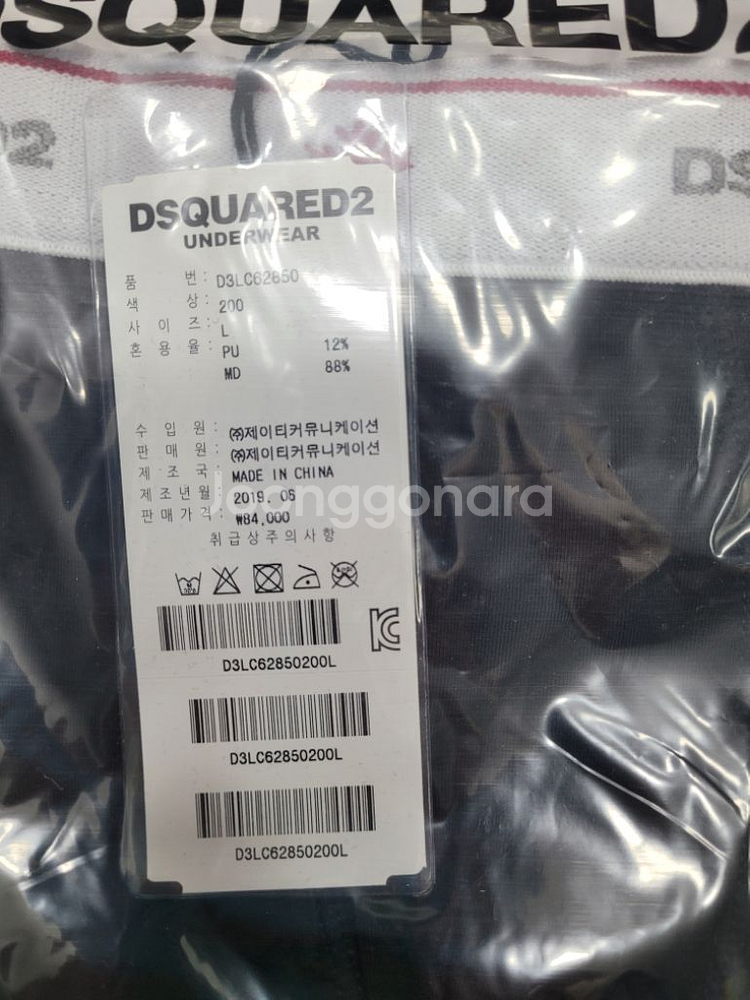 DSQUARED2
DSQUARED2
UNDERWEAR
품 번 : D3LC62850
색 상 : 200
사 이 즈 : L
혼 용 율 : PU 12%
MD 88%
수 입 원 : ㈜제이티커뮤니케이션
판 매 원 : ㈜제이티커뮤니케이션
제 조 국 : MADE IN CHINA
제 조 년 월 : 2019. 06
판 매 가 격 : ₩84,000
취 급 상 주 의 사 항
Joonggonara
D3LC62850200L
D3LC62850200L
D3LC62850200L